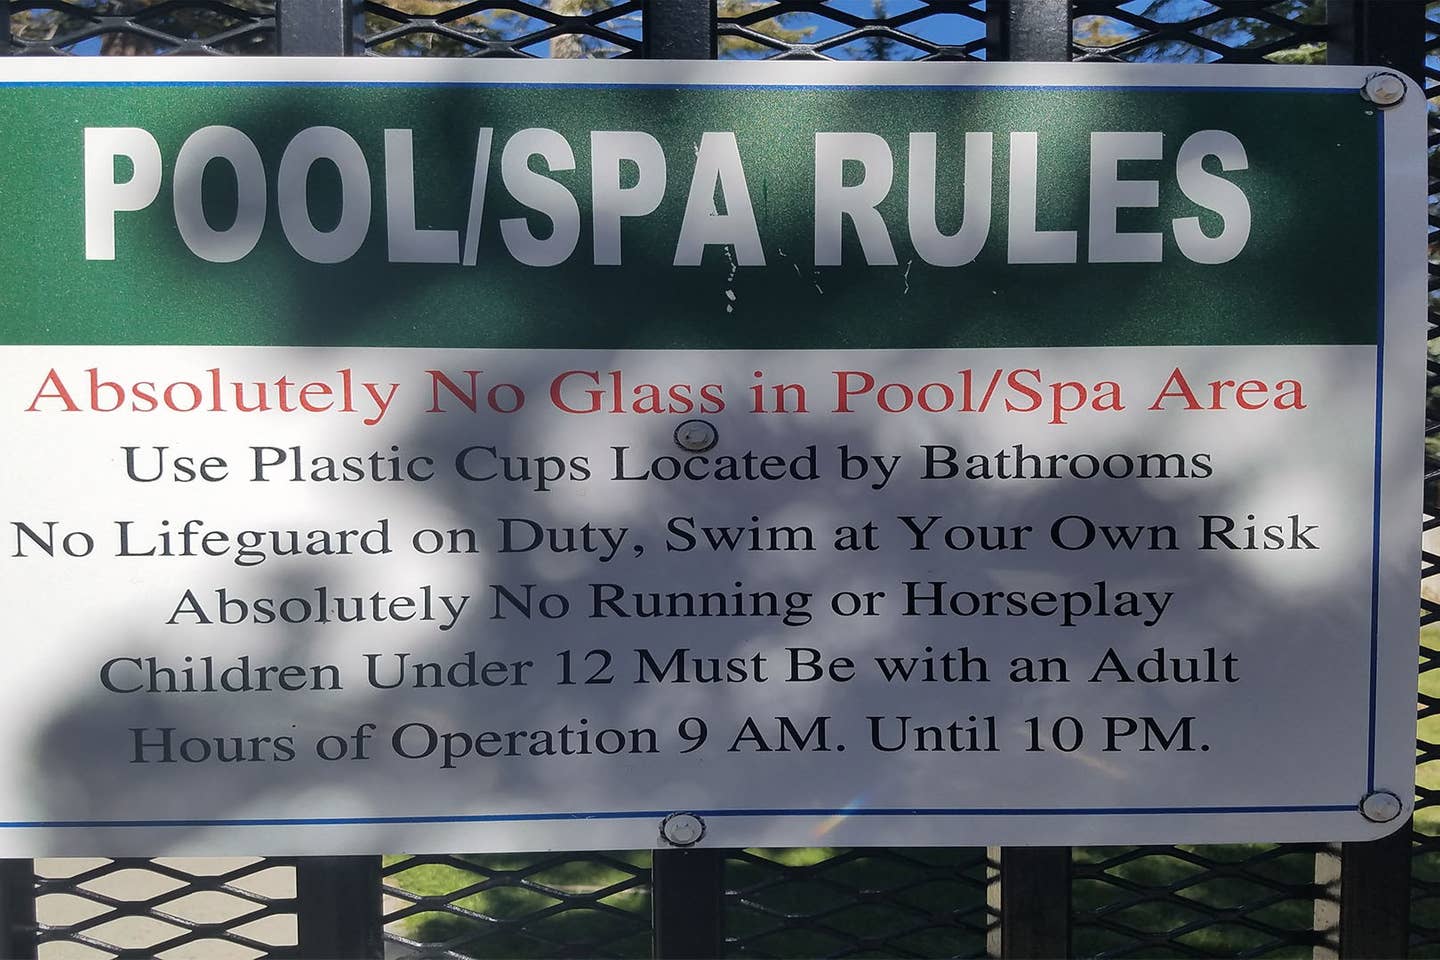 POOL/SPA RULES
Absolutely No Glass in Pool/Spa Area
Use Plastic Cups Located by Bathrooms
No Lifeguard on Duty, Swim at Your Own Risk
Absolutely No Running or Horseplay
Children Under 12 Must Be with an Adult
Hours of Operation 9 AM. Until 10 PM.